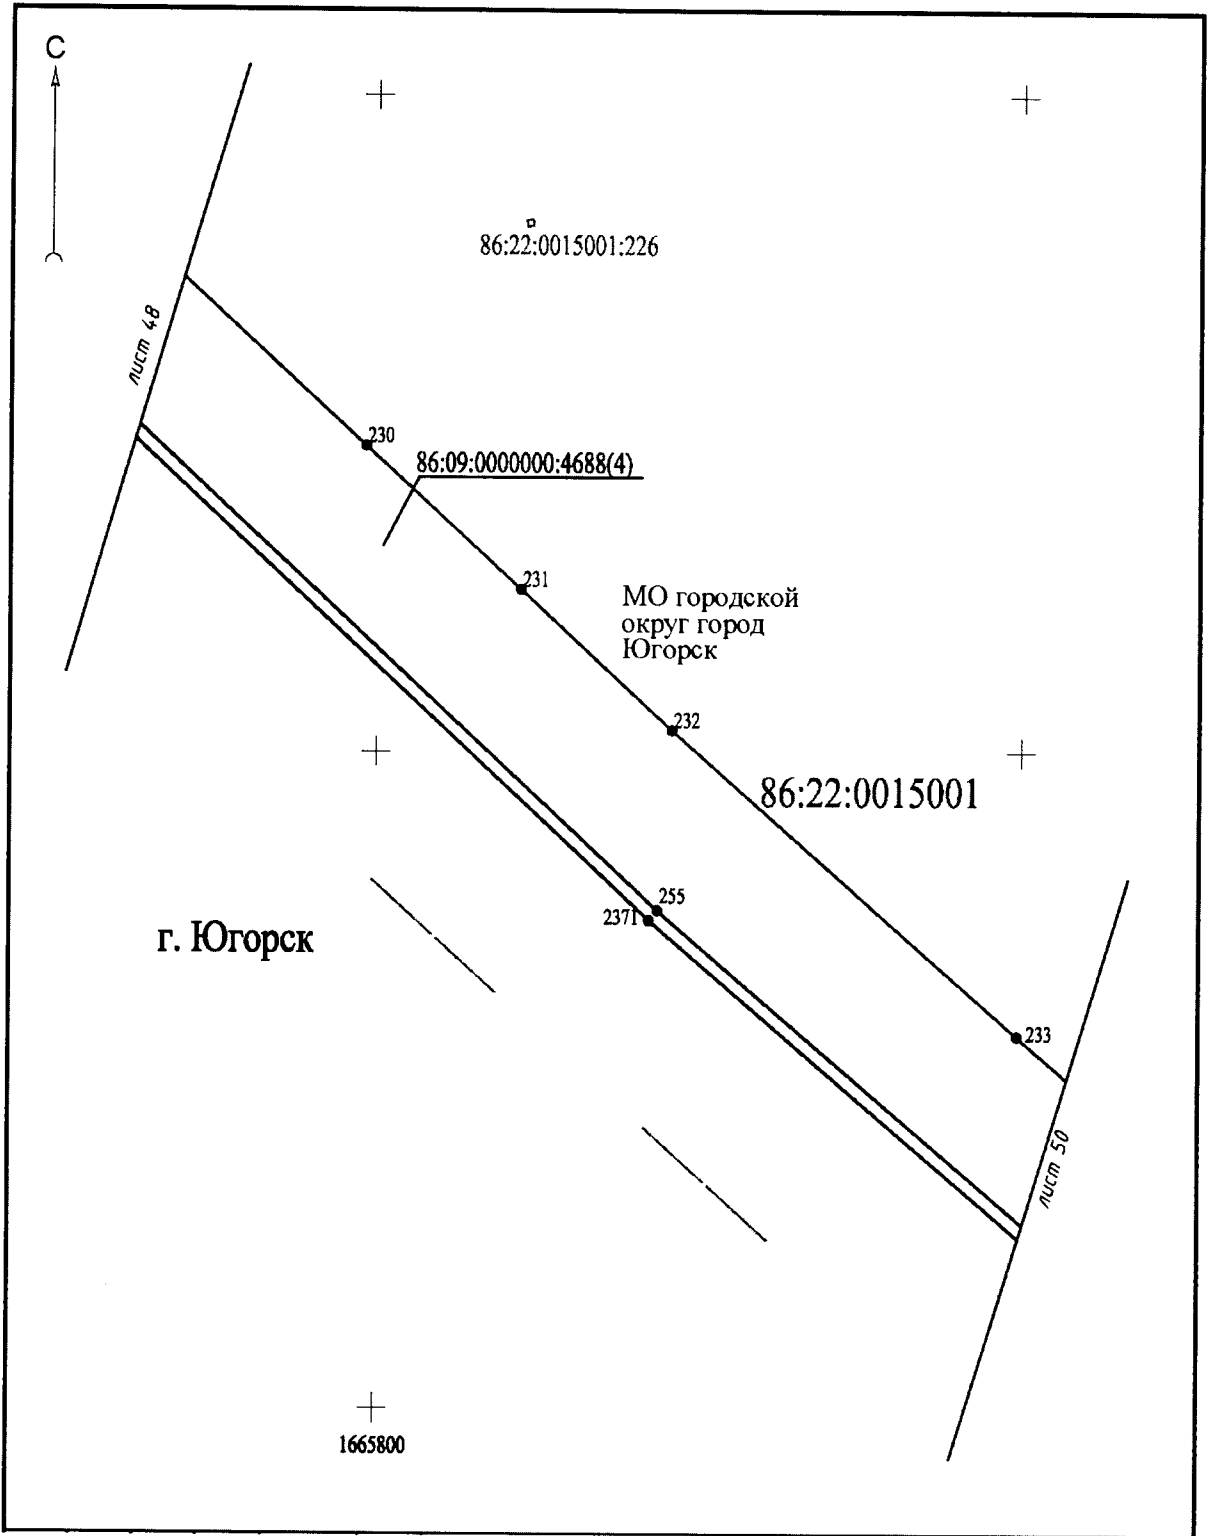 С
86:22:0015001:226
лист 48
230
86:09:0000000:4688(4)
231
МО городской
округ город
Югорск
232
86:22:0015001
255
2371
г. Югорск
233
лист 50
1665800